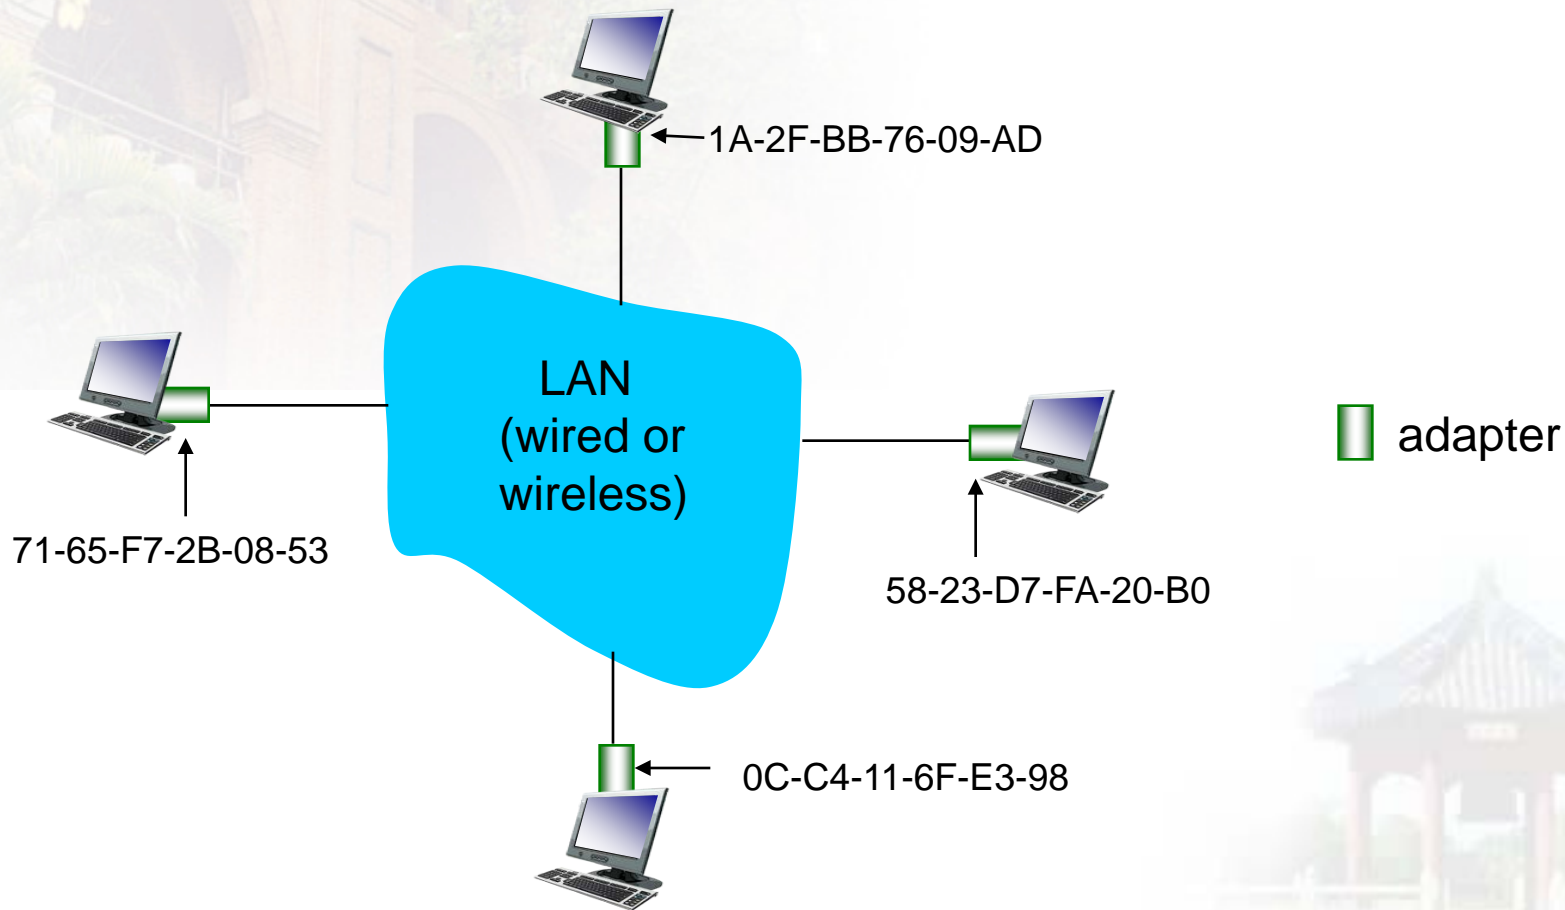 1A-2F-BB-76-09-AD
LAN
(wired or
wireless)
adapter
71-65-F7-2B-08-53
58-23-D7-FA-20-B0
0C-C4-11-6F-E3-98